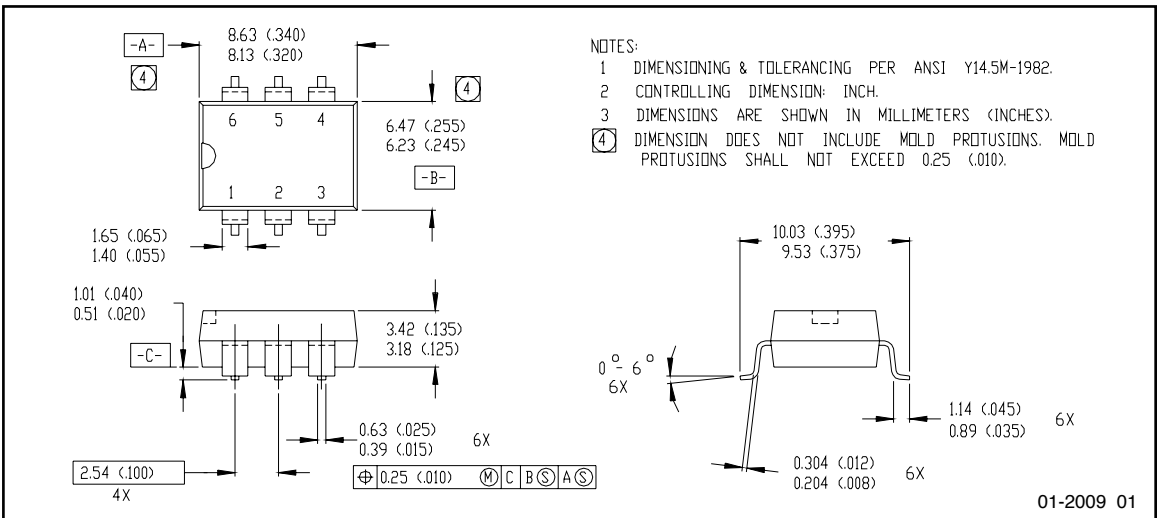 -A-
8.63 (.340)
8.13 (.320)
4
4
6 5 4
6.47 (.255)
6.23 (.245)
-B-
1 2 3
1.65 (.065)
1.40 (.055)
NOTES:
1 DIMENSIONING & TOLERANCING PER ANSI Y14.5M-1982.
2 CONTROLLING DIMENSION: INCH.
3 DIMENSIONS ARE SHOWN IN MILLIMETERS (INCHES).
4 DIMENSION DOES NOT INCLUDE MOLD PROTUSIONS. MOLD
PROTUSIONS SHALL NOT EXCEED 0.25 (.010).
1.01 (.040)
0.51 (.020)
-C-
3.42 (.135)
3.18 (.125)
0.63 (.025)
0.39 (.015)
6X
2.54 (.100)
4X
⌖ 0.25 (.010) Ⓜ C B Ⓢ A Ⓢ
10.03 (.395)
9.53 (.375)
0° - 6°
6X
1.14 (.045)
0.89 (.035)
6X
0.304 (.012)
0.204 (.008)
6X
01-2009 01